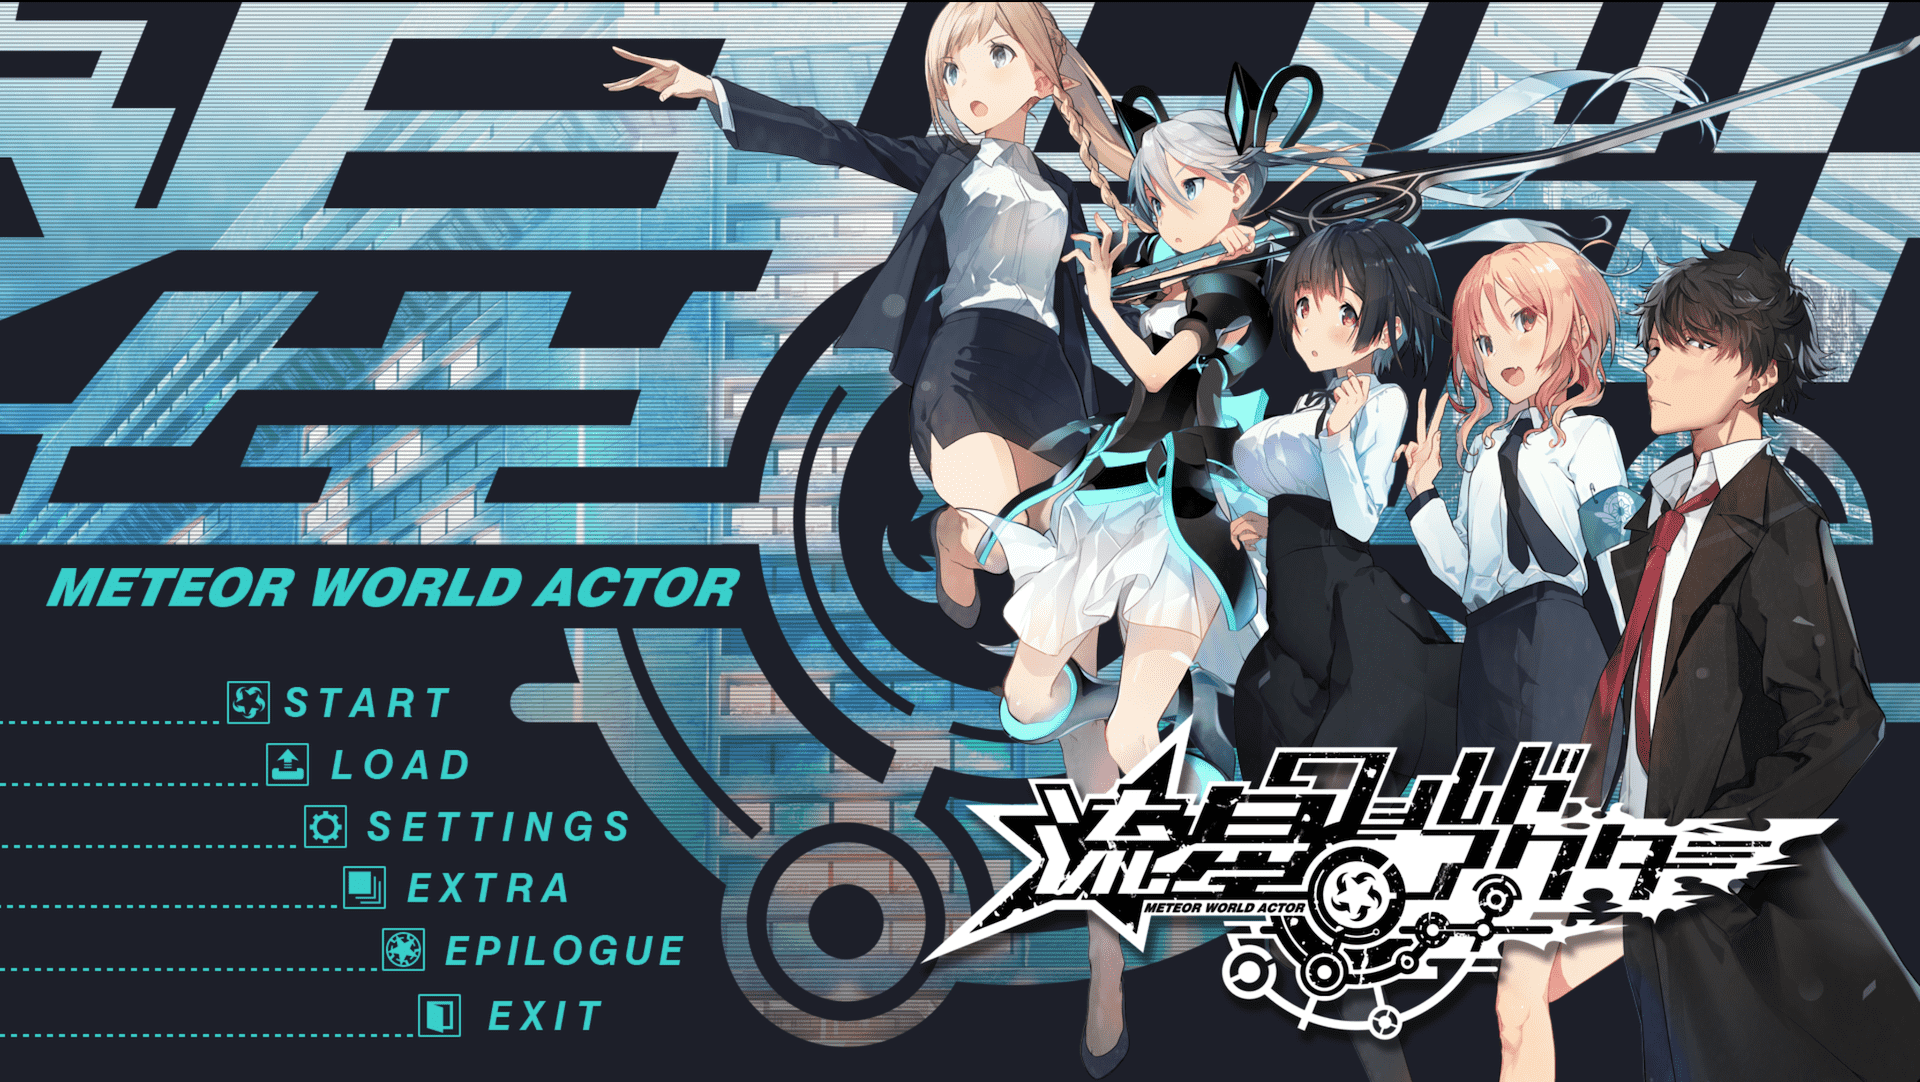 METEOR WORLD ACTOR
START
LOAD
SETTINGS
EXTRA
EPILOGUE
EXIT
流星ワールド
アクター
METEOR WORLD ACTOR